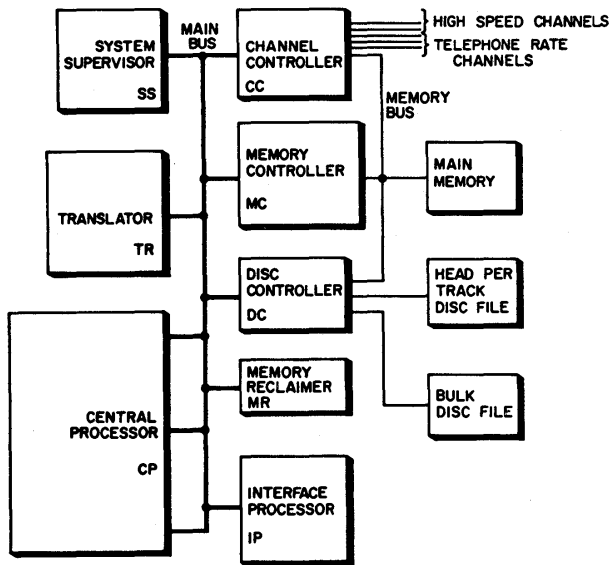 SYSTEM
SUPERVISOR
SS
MAIN
BUS
CHANNEL
CONTROLLER
CC
HIGH SPEED CHANNELS
TELEPHONE RATE
CHANNELS
MEMORY
BUS
TRANSLATOR
TR
MEMORY
CONTROLLER
MC
MAIN
MEMORY
DISC
CONTROLLER
DC
HEAD PER
TRACK
DISC FILE
CENTRAL
PROCESSOR
CP
MEMORY
RECLAIMER
MR
BULK
DISC FILE
INTERFACE
PROCESSOR
IP